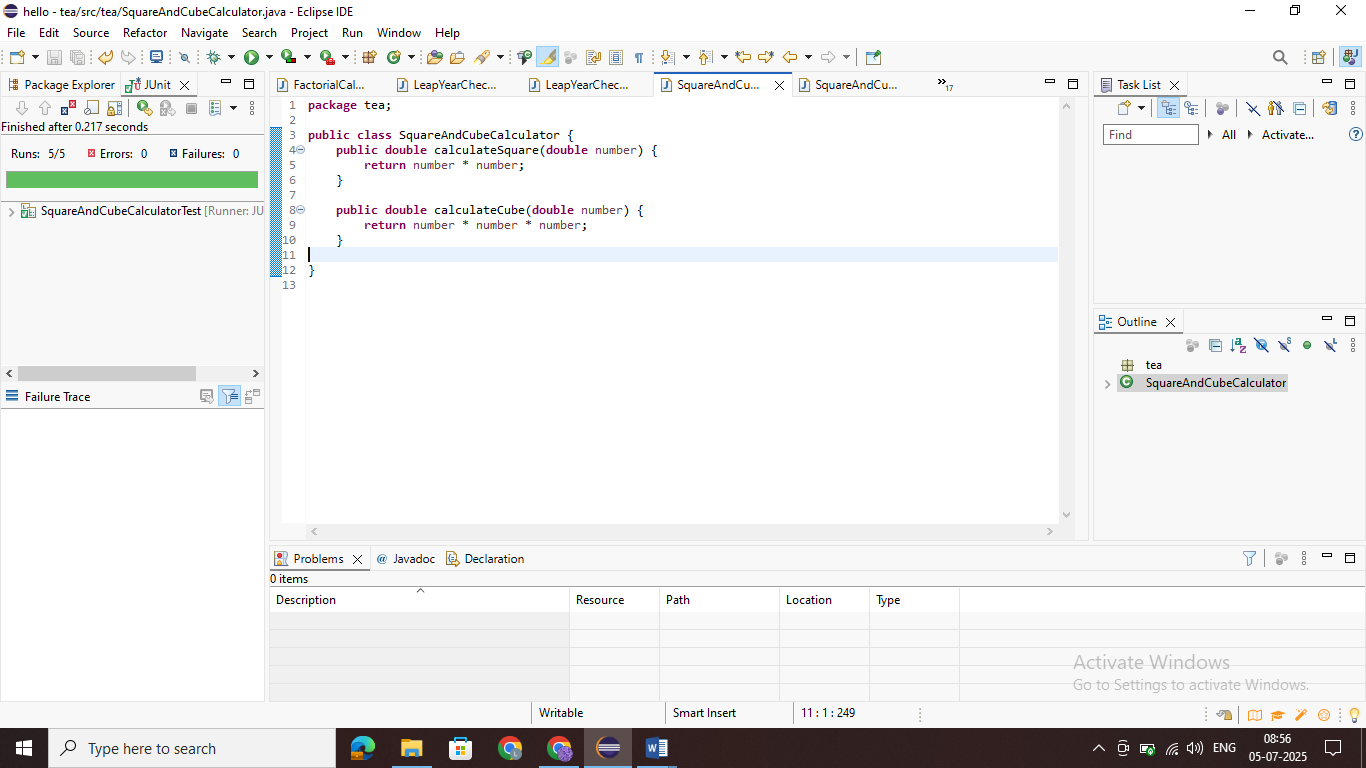 hello - tea/src/tea/SquareAndCubeCalculator.java - Eclipse IDE
File Edit Source Refactor Navigate Search Project Run Window Help
Package Explorer JUnit
Finished after 0.217 seconds
Runs: 5/5 Errors: 0 Failures: 0
SquareAndCubeCalculatorTest [Runner: JU
Failure Trace
FactorialCal... LeapYearChec... LeapYearChec... SquareAndCu... SquareAndCu... »17
1 package tea;
2
3 public class SquareAndCubeCalculator {
4 public double calculateSquare(double number) {
5 return number * number;
6 }
7
8 public double calculateCube(double number) {
9 return number * number * number;
10 }
11
12 }
13
Task List
Find All Activate...
Outline
tea
SquareAndCubeCalculator
Problems @ Javadoc Declaration
0 items
Description Resource Path Location Type
Activate Windows
Go to Settings to activate Windows.
Writable Smart Insert 11 : 1 : 249
Type here to search
ENG
08:56
05-07-2025